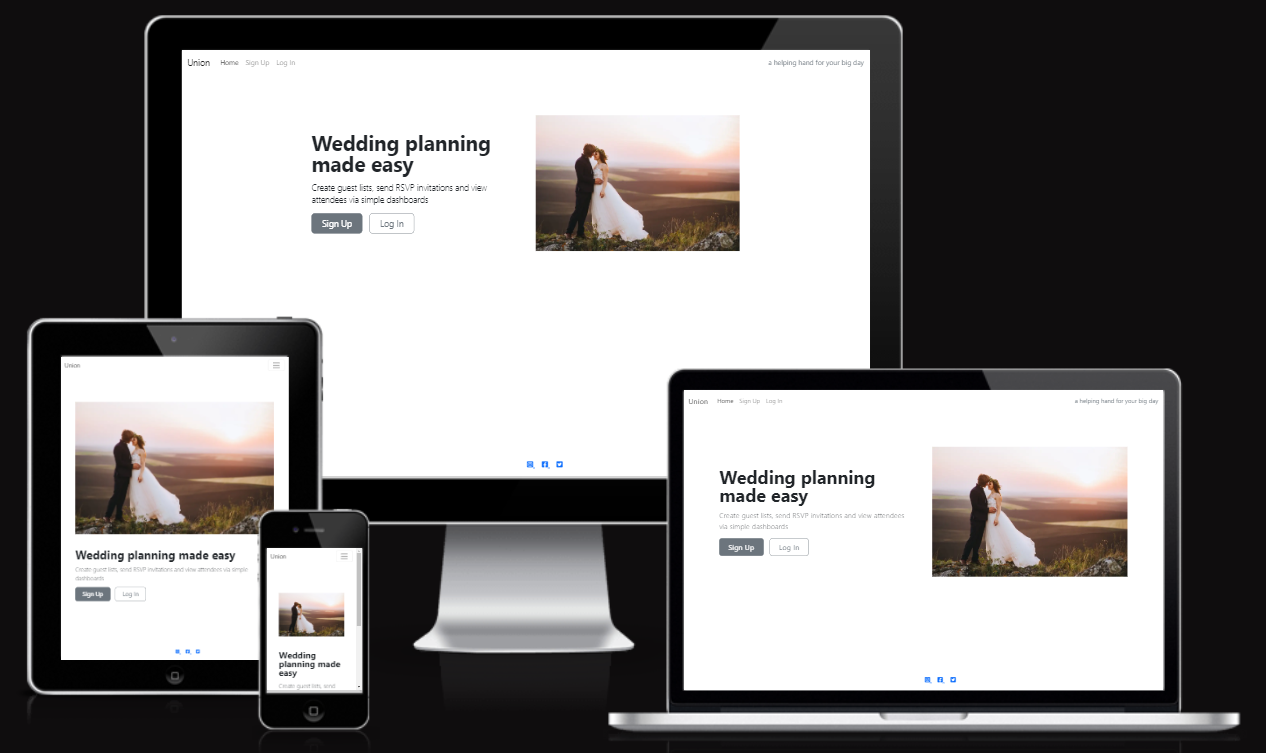 Union Home Sign Up Log In a helping hand for your big day
Wedding planning
made easy
Create guest lists, send RSVP invitations and view
attendees via simple dashboards
Sign Up Log In
Union
Wedding planning made easy
Create guest lists, send RSVP invitations and view attendees via simple
dashboards
Sign Up Log In
Union
Wedding
planning made
easy
Create guest lists, send
Union Home Sign Up Log In a helping hand for your big day
Wedding planning
made easy
Create guest lists, send RSVP invitations and view attendees
via simple dashboards
Sign Up Log In